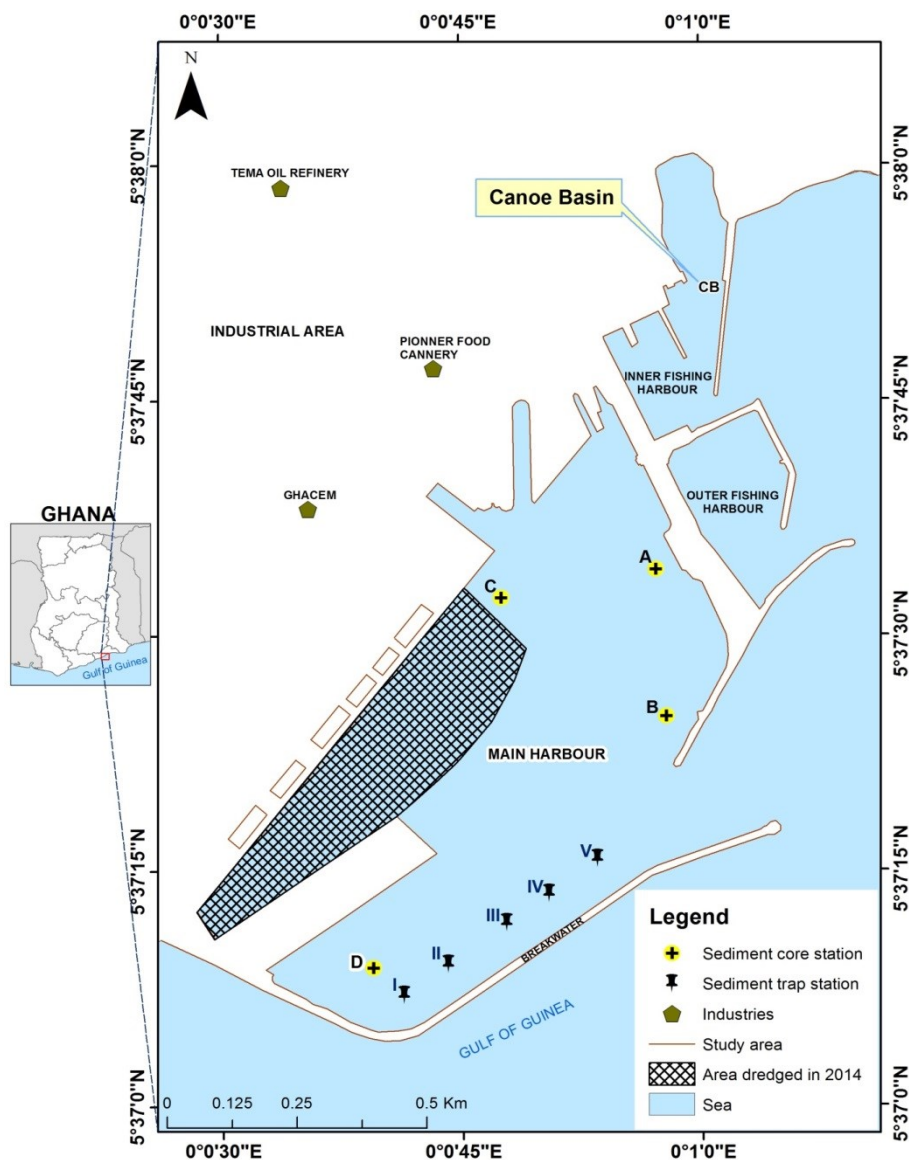 0°0'30"E
0°0'45"E
0°1'0"E
N
5°38'0"N
5°38'0"N
TEMA OIL REFINERY
Canoe Basin
CB
INDUSTRIAL AREA
PIONNER FOOD
CANNERY
INNER FISHING
HARBOUR
5°37'45"N
5°37'45"N
GHACEM
OUTER FISHING
HARBOUR
GHANA
Gulf of Guinea
A
C
5°37'30"N
B
MAIN HARBOUR
5°37'15"N
5°37'15"N
V
IV
III
II
I
D
BREAKWATER
GULF OF GUINEA
Legend
Sediment core station
Sediment trap station
Industries
Study area
Area dredged in 2014
Sea
0
0.125
0.25
0.5 Km
5°37'0"N
5°37'0"N
0°0'30"E
0°0'45"E
0°1'0"E